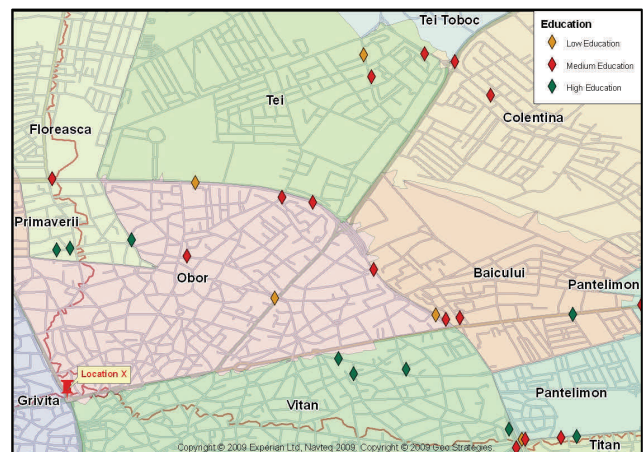 Tei Toboc
Education
Low Education
Medium Education
High Education
Tei
Colentina
Floreasca
Primaverii
Obor
Baicului
Pantelimon
Location X
Grivita
Vitan
Pantelimon
Titan
Copyright © 2009 Experian Ltd, Navteq 2009. Copyright © 2009 Geo Strategies.